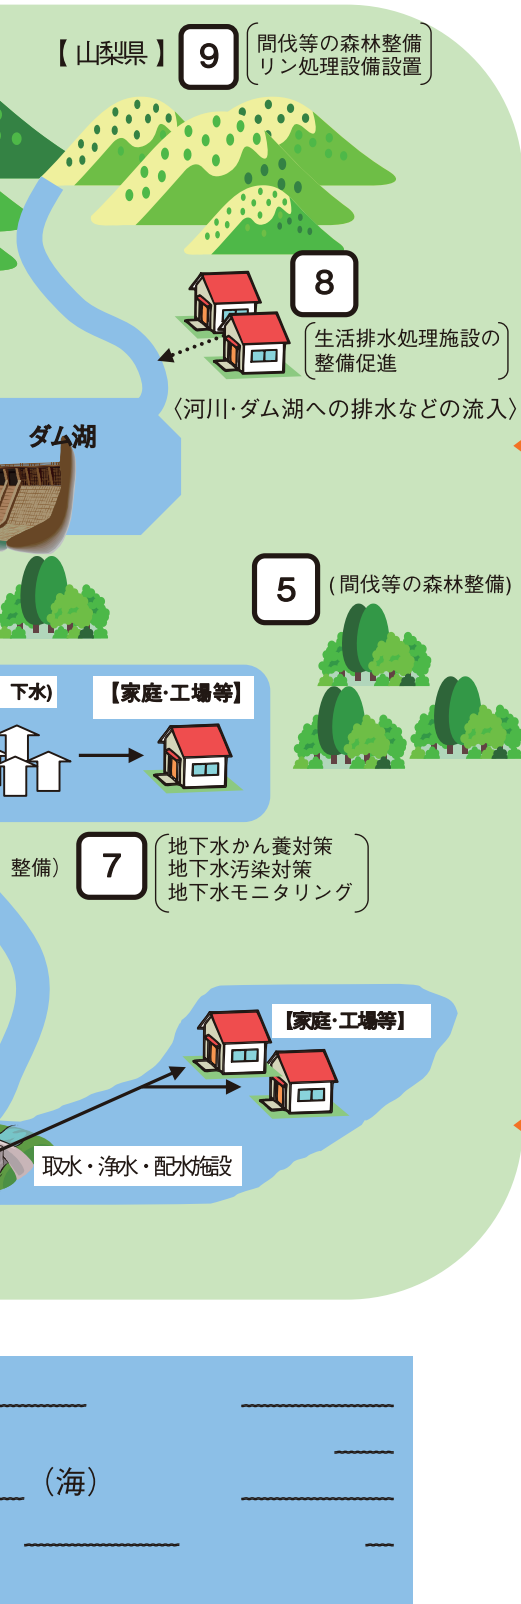 【 山梨県 】
9
間伐等の森林整備
リン処理設備設置
8
生活排水処理施設の
整備促進
〈河川・ダム湖への排水などの流入〉
ダム湖
5
(間伐等の森林整備)
下水)
【家庭・工場等】
整備）
7
地下水かん養対策
地下水汚染対策
地下水モニタリング
【家庭・工場等】
取水・浄水・配水施設
（海）